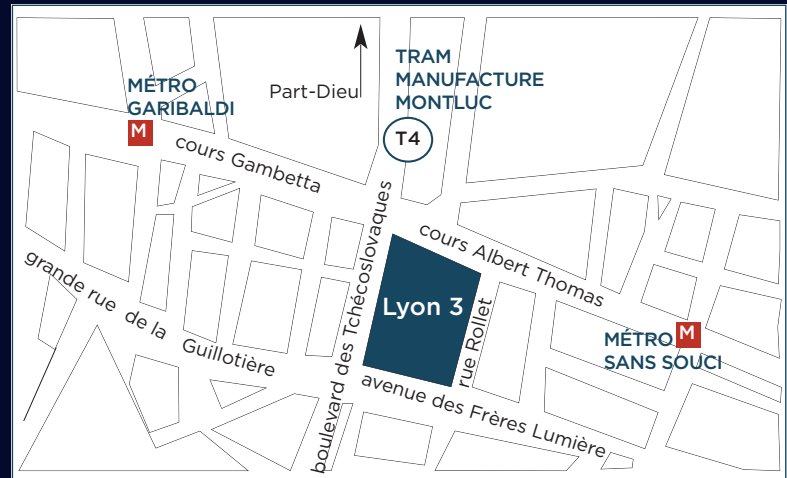 TRAM
MANUFACTURE
MONTLUC
Part-Dieu
MÉTRO
GARIBALDI
M
T4
cours Gambetta
cours Albert Thomas
boulevard des Tchécoslovaques
grande rue de la Guillotière
Lyon 3
rue Rollet
M
MÉTRO
SANS SOUCI
avenue des Frères Lumière